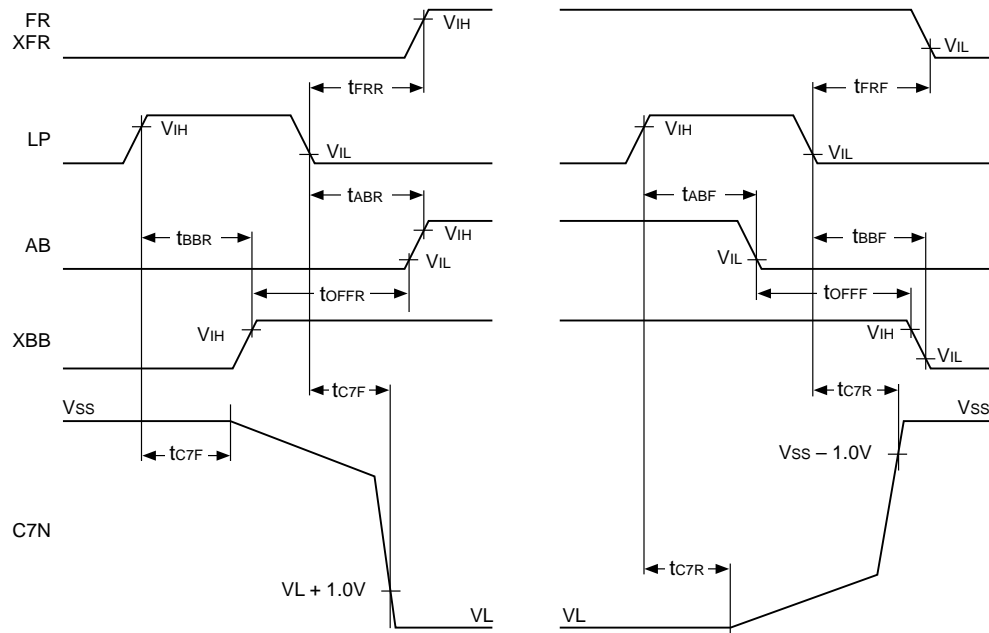 FR
XFR
VIH
VIL
tFRR
tFRF
LP
VIH
VIL
VIH
VIL
tABR
tABF
AB
tBBR
VIH
VIL
VIL
tBBF
tOFFR
tOFFF
XBB
VIH
VIH
VIL
tC7F
tC7R
VSS
VSS
tC7F
VSS – 1.0V
C7N
tC7R
VL + 1.0V
VL
VL